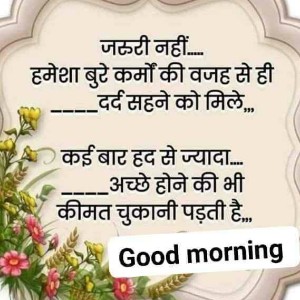 जरुरी नहीं.....
हमेशा बुरे कर्मों की वजह से ही
____दर्द सहने को मिले,,,
कई बार हद से ज्यादा....
____अच्छे होने की भी
कीमत चुकानी पड़ती है,,,
Good morning